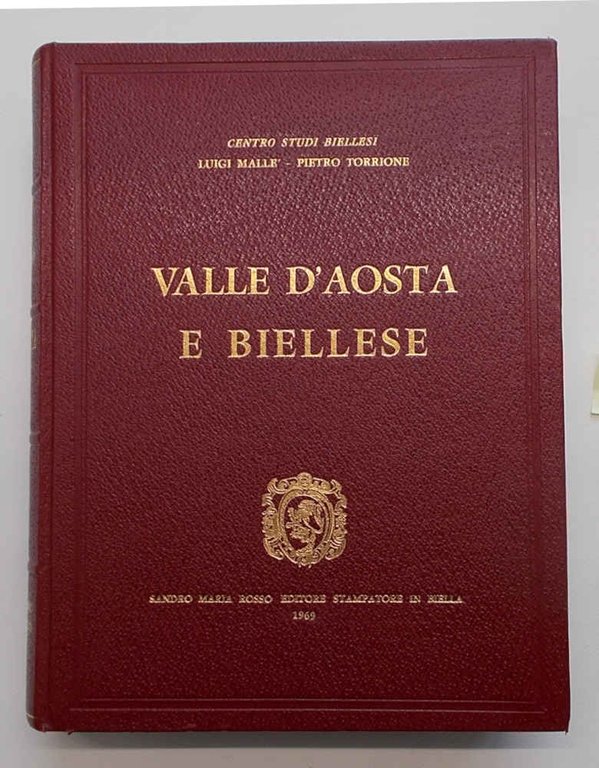 CENTRO STUDI BIELLESI
LUIGI MALLE' - PIETRO TORRIONE
VALLE D'AOSTA
E BIELLESE
SANDRO MARIA ROSSO EDITORE STAMPATORE IN BIELLA
1969